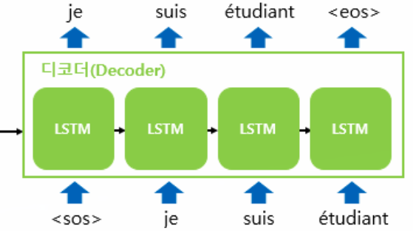 je suis étudiant <eos>
디코더(Decoder)
LSTM LSTM LSTM LSTM
<sos> je suis étudiant